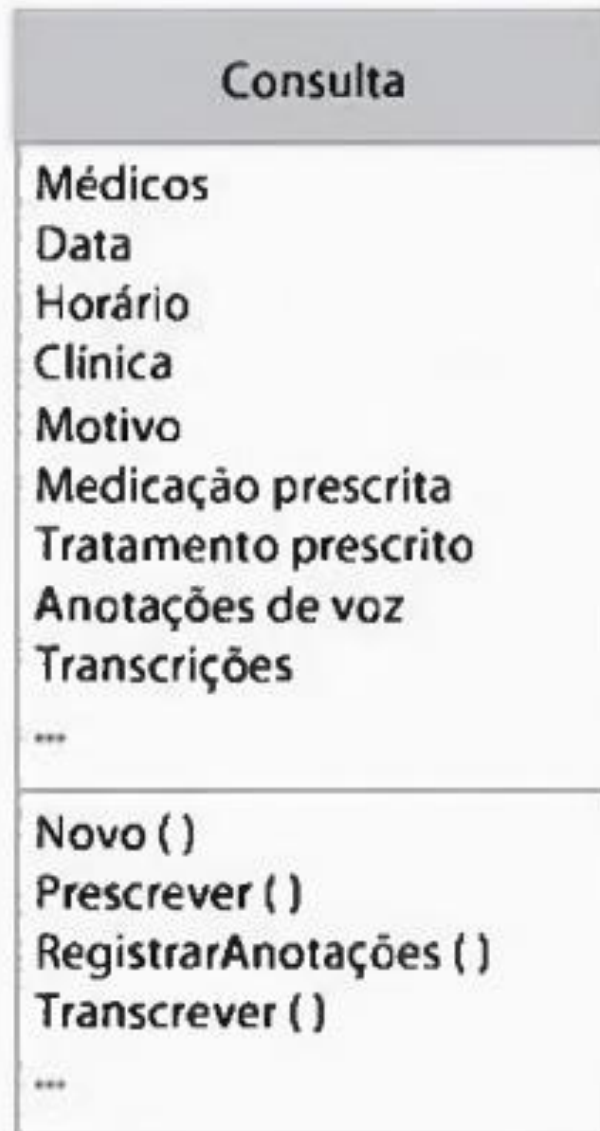 Consulta
Médicos
Data
Horário
Clínica
Motivo
Medicação prescrita
Tratamento prescrito
Anotações de voz
Transcrições
...
Novo ( )
Prescrever ( )
RegistrarAnotações ( )
Transcrever ( )
...